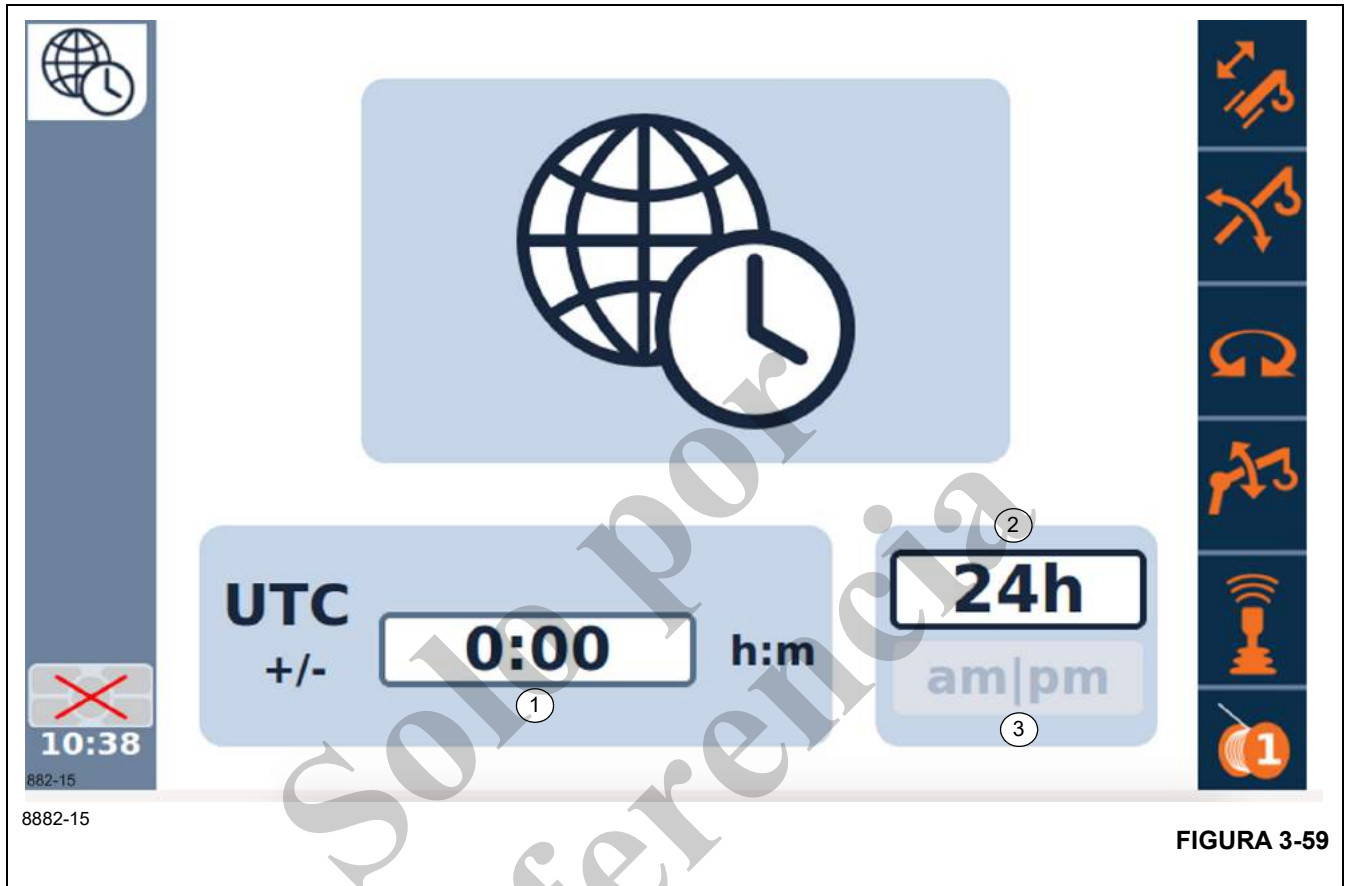 2
24h
UTC
+/-
0:00
h:m
1
am|pm
3
10:38
882-15
1
8882-15
FIGURA 3-59
Solo por
referencia